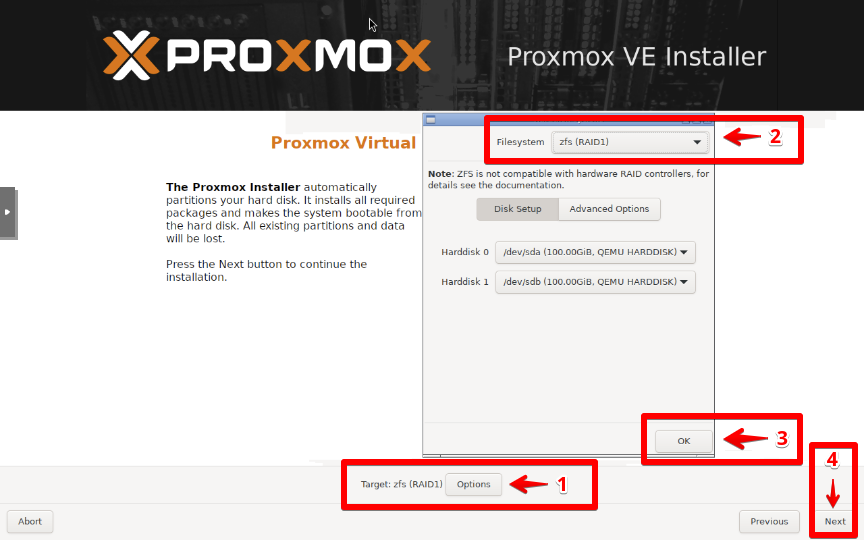 PROXMOX
Proxmox VE Installer
Proxmox Virtual
The Proxmox Installer automatically
partitions your hard disk. It installs all required
packages and makes the system bootable from
the hard disk. All existing partitions and data
will be lost.
Press the Next button to continue the
installation.
Filesystem zfs (RAID1)
2
Note: ZFS is not compatible with hardware RAID controllers, for
details see the documentation.
Disk Setup Advanced Options
Harddisk 0 /dev/sda (100.00GiB, QEMU HARDDISK)
Harddisk 1 /dev/sdb (100.00GiB, QEMU HARDDISK)
OK
3
Target: zfs (RAID1) Options
1
4
Abort Previous Next